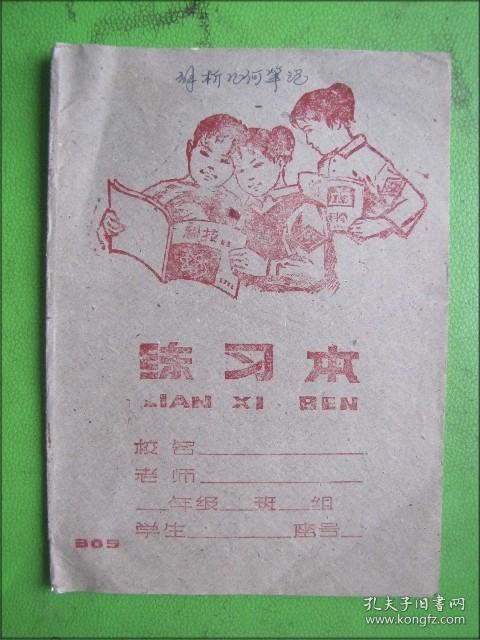 解析几何笔记
科技
练习本
LIAN XI BEN
校名
老师
年级 班 组
学生 座号
805
孔夫子旧书网
www.kongfz.com